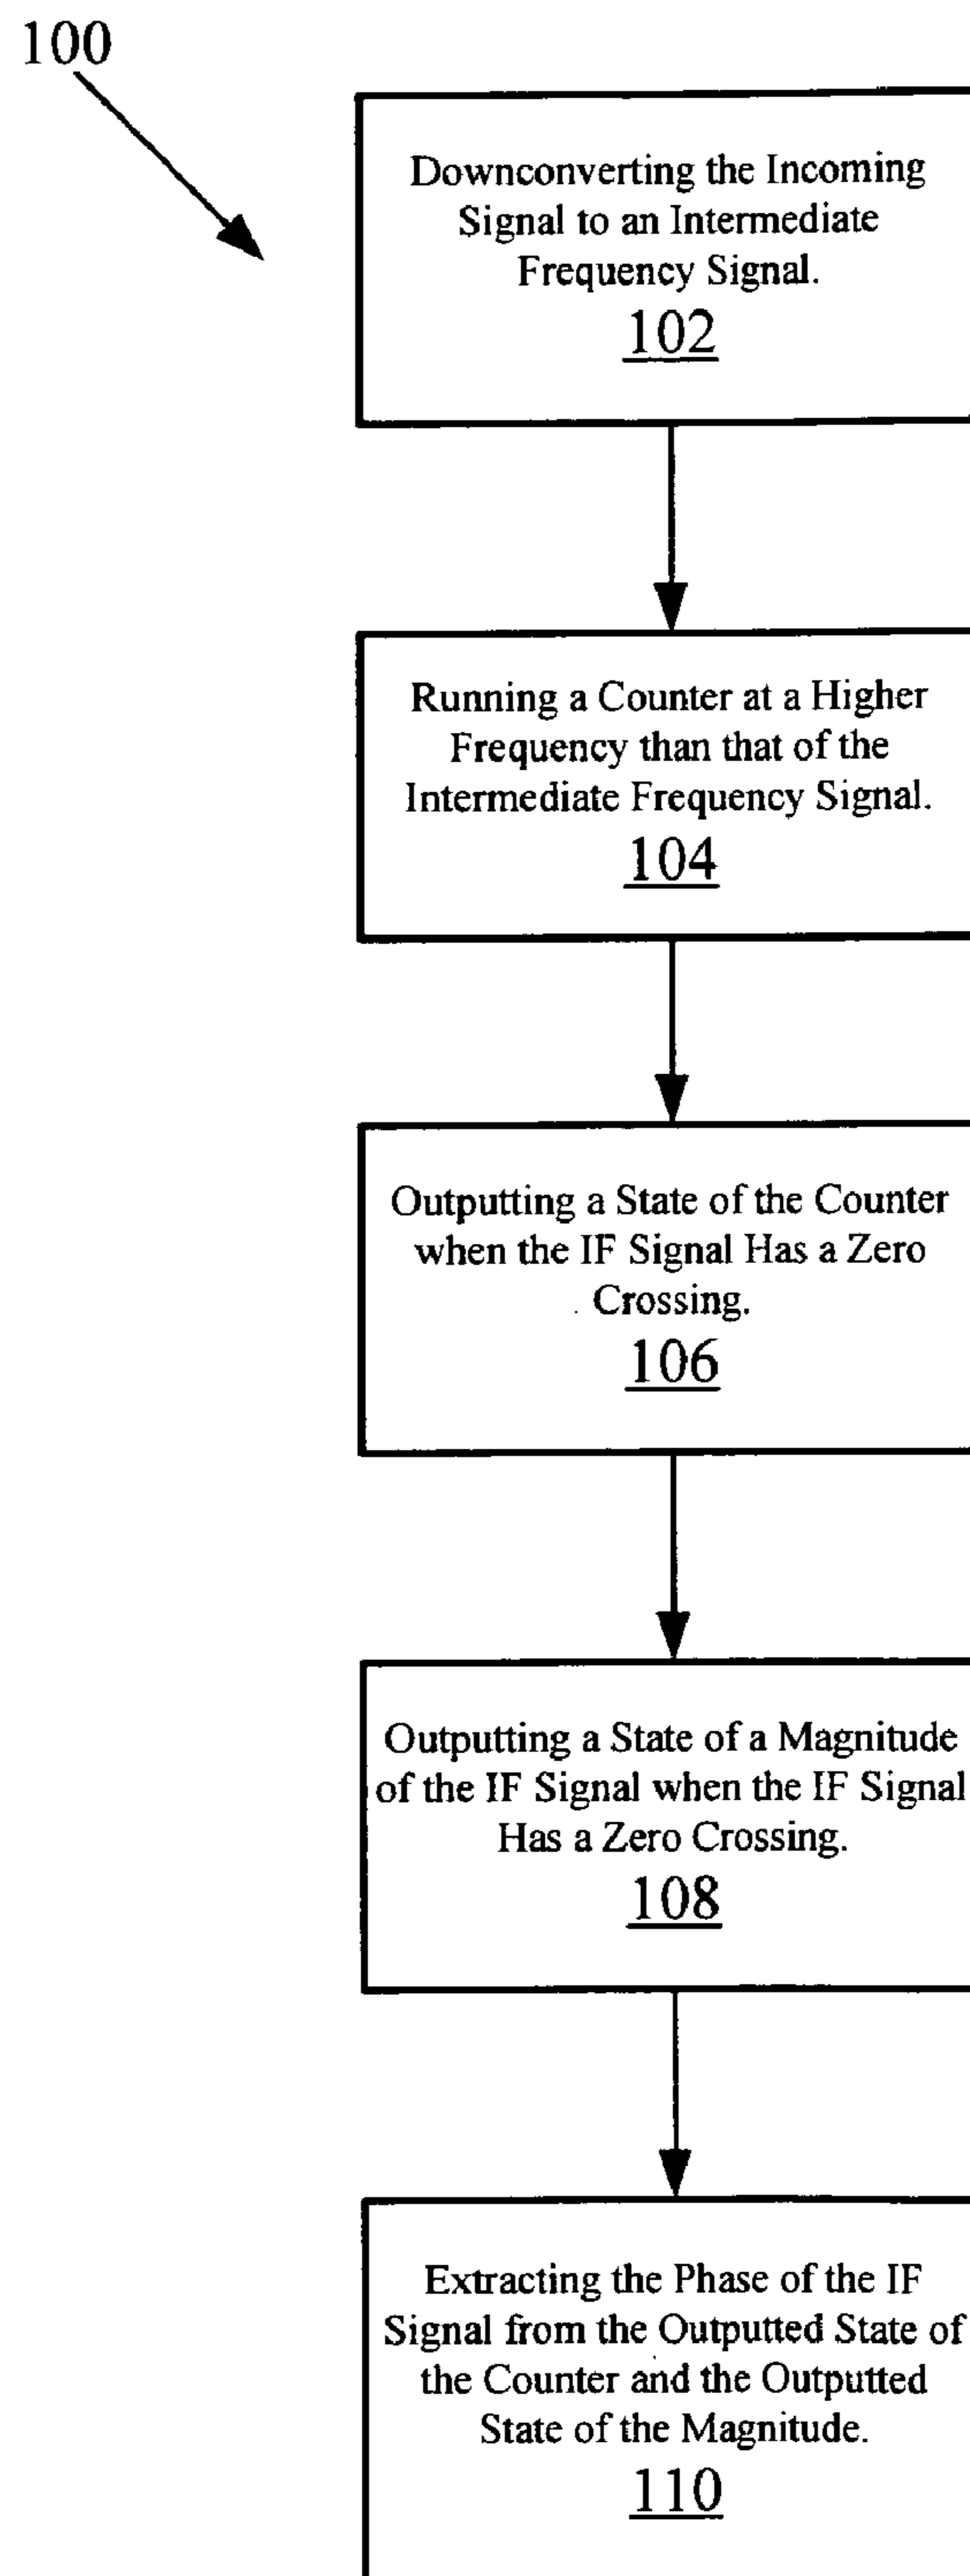 100
Downconverting the Incoming
Signal to an Intermediate
Frequency Signal.
102
Running a Counter at a Higher
Frequency than that of the
Intermediate Frequency Signal.
104
Outputting a State of the Counter
when the IF Signal Has a Zero
Crossing.
106
Outputting a State of a Magnitude
of the IF Signal when the IF Signal
Has a Zero Crossing.
108
Extracting the Phase of the IF
Signal from the Outputted State of
the Counter and the Outputted
State of the Magnitude.
110